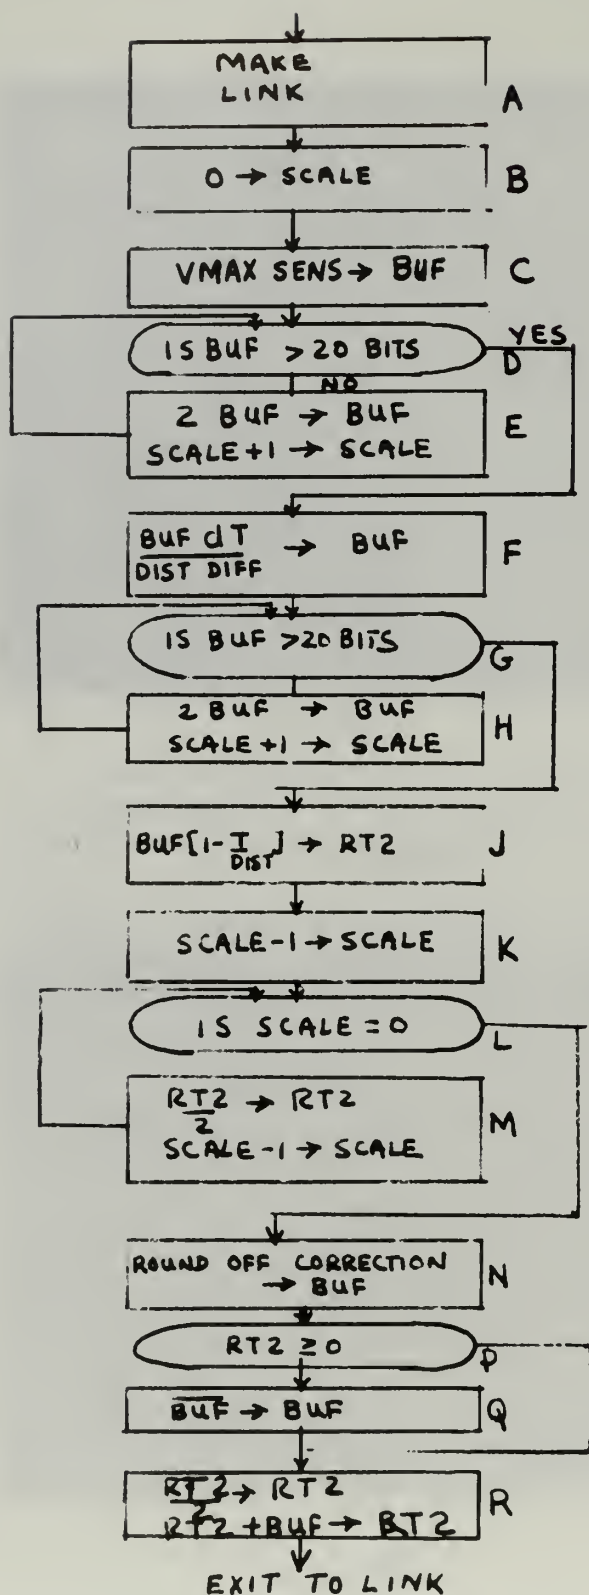 MAKE
LINK
A
0 → SCALE
B
VMAX SENS → BUF
C
IS BUF > 20 BITS
YES
D
NO
2 BUF → BUF
SCALE+1 → SCALE
E
BUF dT → BUF
DIST DIFF
F
IS BUF >20 BITS
G
2 BUF → BUF
SCALE+1 → SCALE
H
BUF[1-I] → RT2
DIST
J
SCALE-1 → SCALE
K
IS SCALE = 0
L
RT2 → RT2
2
SCALE-1 → SCALE
M
ROUND OFF CORRECTION
→ BUF
N
RT2 ≥ 0
P
B̅U̅F̅ → BUF
Q
RT2 → RT2
2
RT2 +BUF → RT2
R
EXIT TO LINK